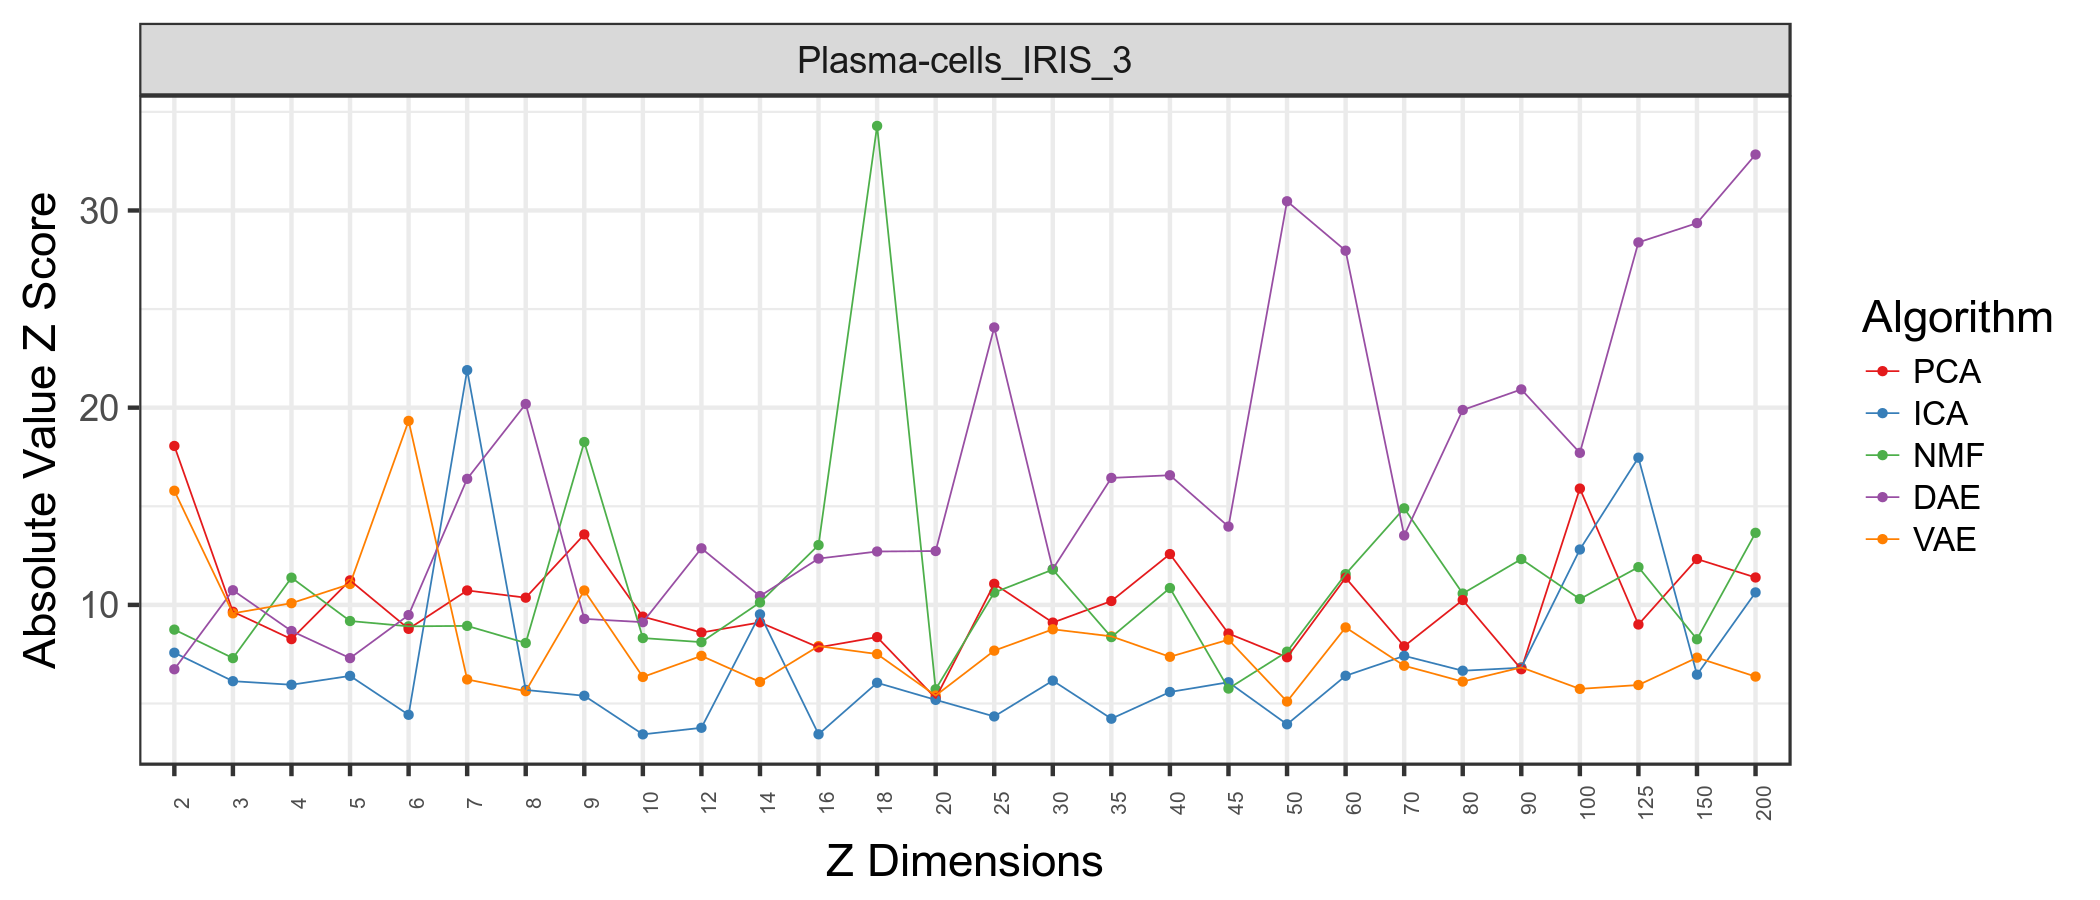 Plasma-cells_IRIS_3
Absolute Value Z Score
30
20
10
2 3 4 5 6 7 8 9 10 12 14 16 18 20 25 30 35 40 45 50 60 70 80 90 100 125 150 200
Z Dimensions
Algorithm
PCA
ICA
NMF
DAE
VAE